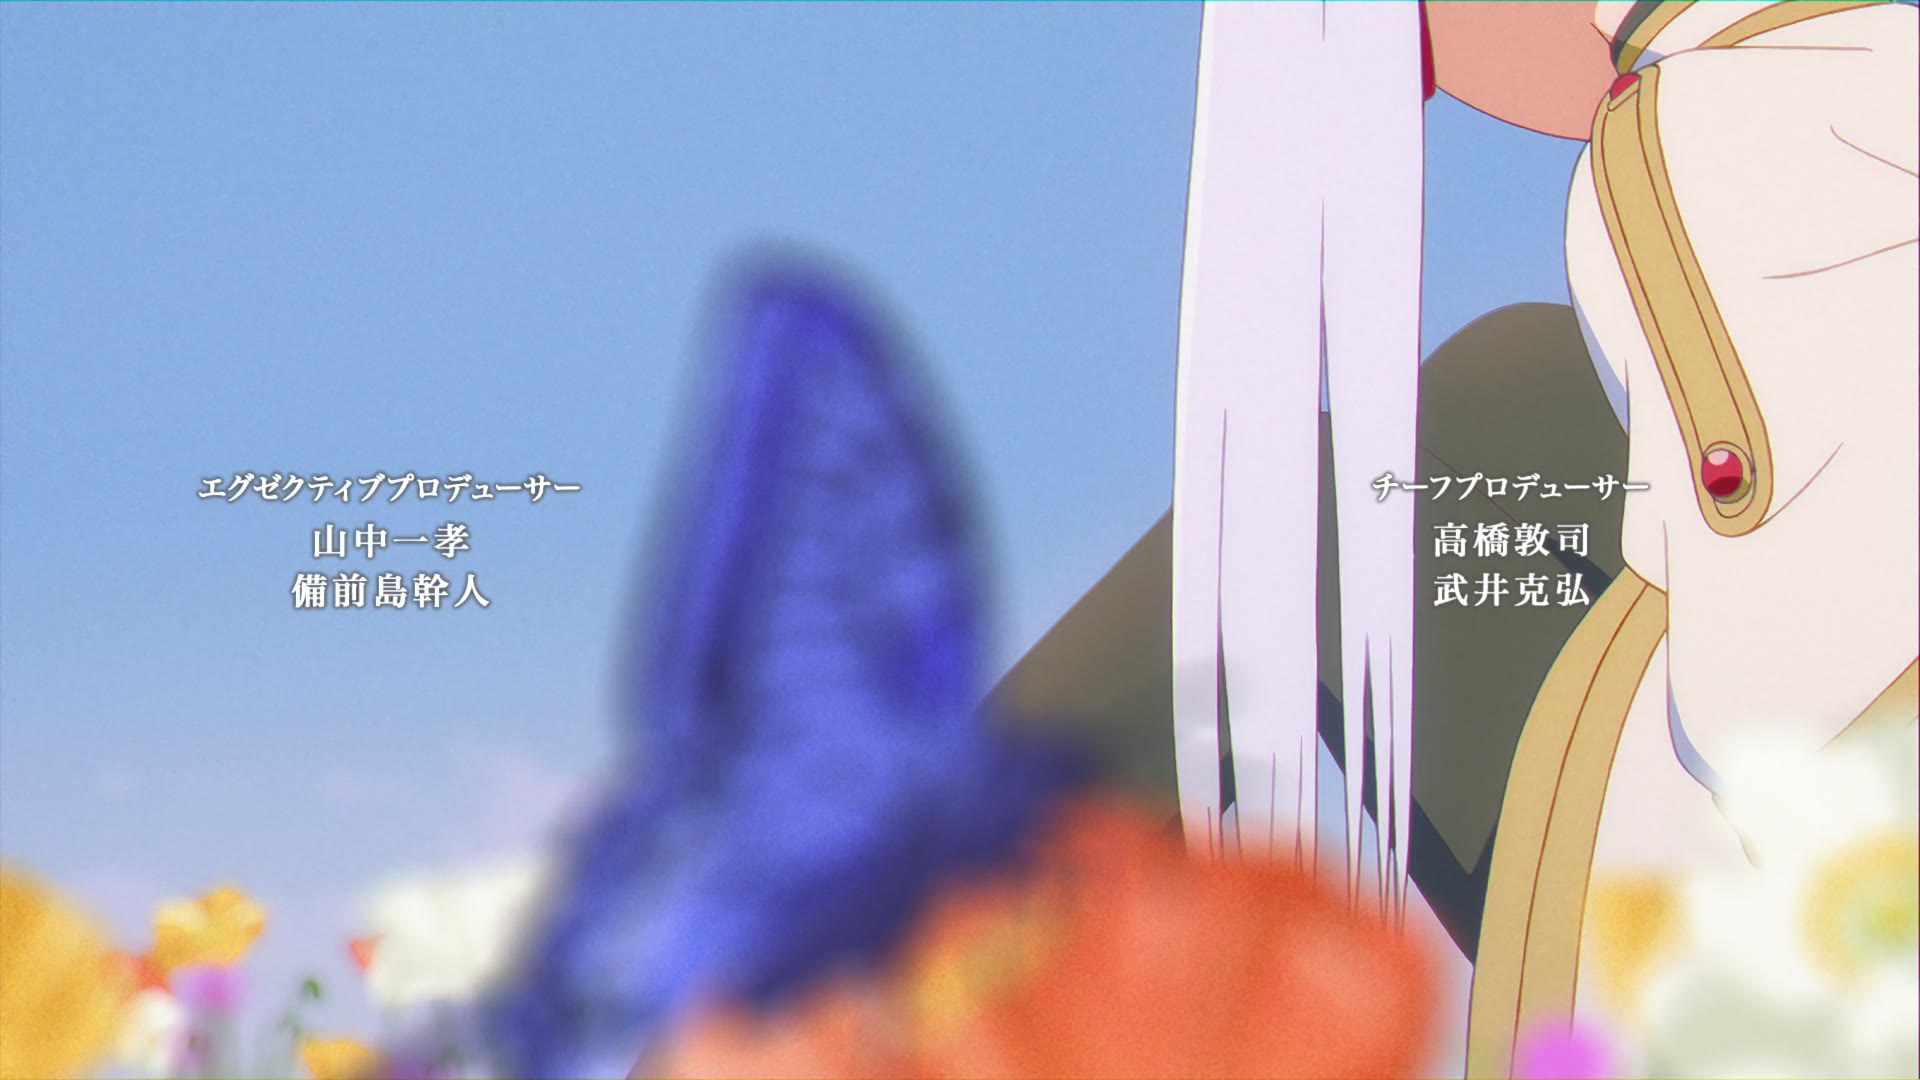 エグゼクティブプロデューサー
山中一孝
備前島幹人
チーフプロデューサー
高橋敦司
武井克弘